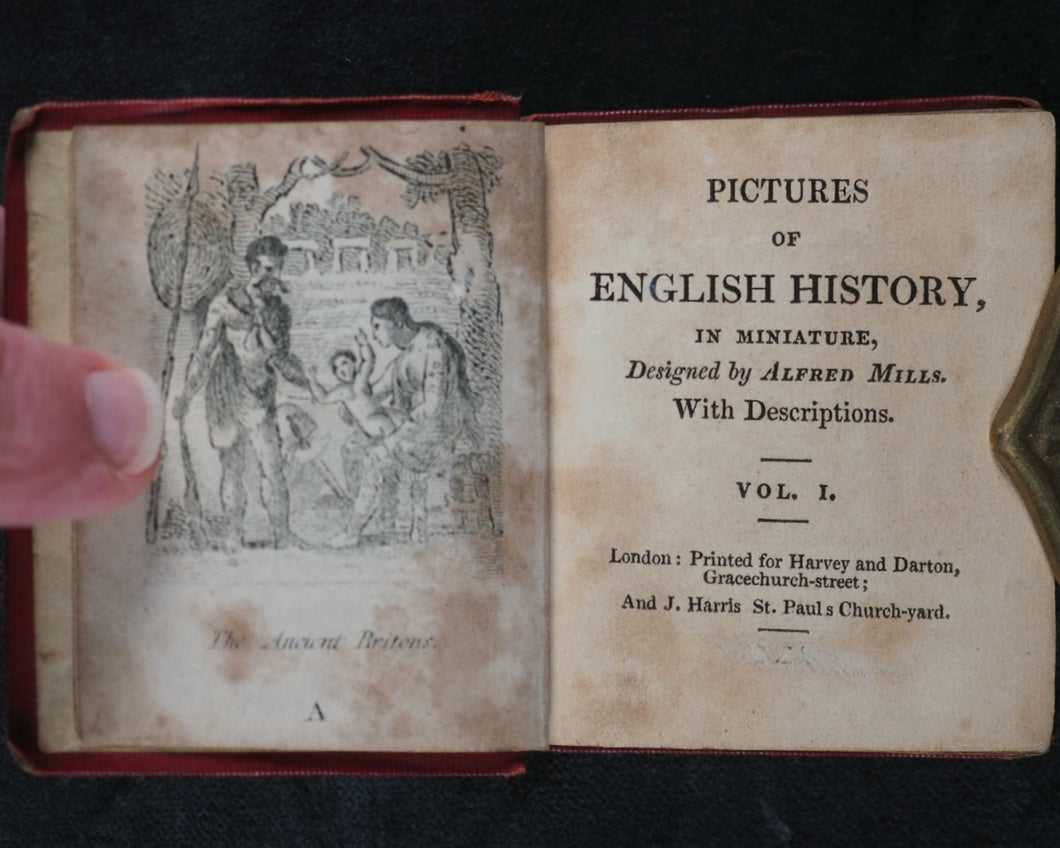 The Ancient Britons.
A
PICTURES
OF
ENGLISH HISTORY,
IN MINIATURE,
Designed by ALFRED MILLS.
With Descriptions.
VOL. I.
London: Printed for Harvey and Darton,
Gracechurch-street;
And J. Harris St. Paul s Church-yard.